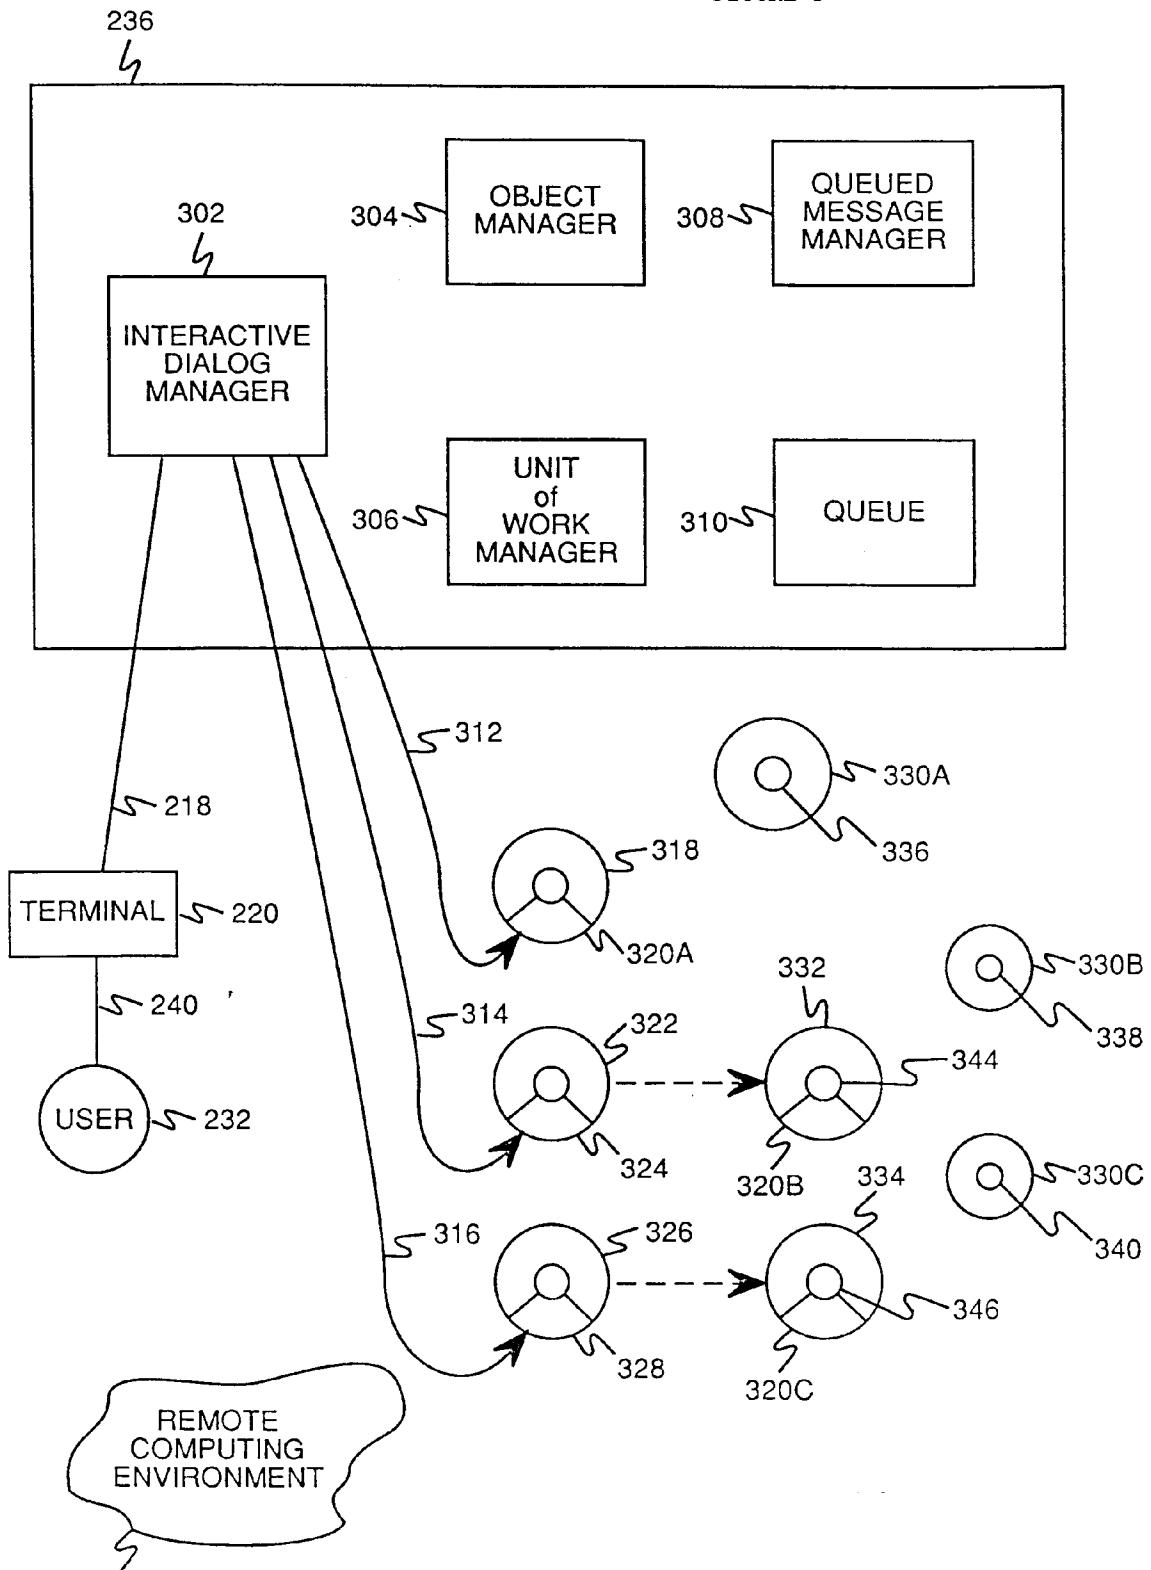 236
302
304
OBJECT
MANAGER
308
QUEUED
MESSAGE
MANAGER
INTERACTIVE
DIALOG
MANAGER
306
UNIT
of
WORK
MANAGER
310
QUEUE
312
330A
336
218
318
320A
TERMINAL
220
330B
338
240
314
322
332
344
USER
232
324
320B
330C
340
316
326
334
346
328
320C
REMOTE
COMPUTING
ENVIRONMENT